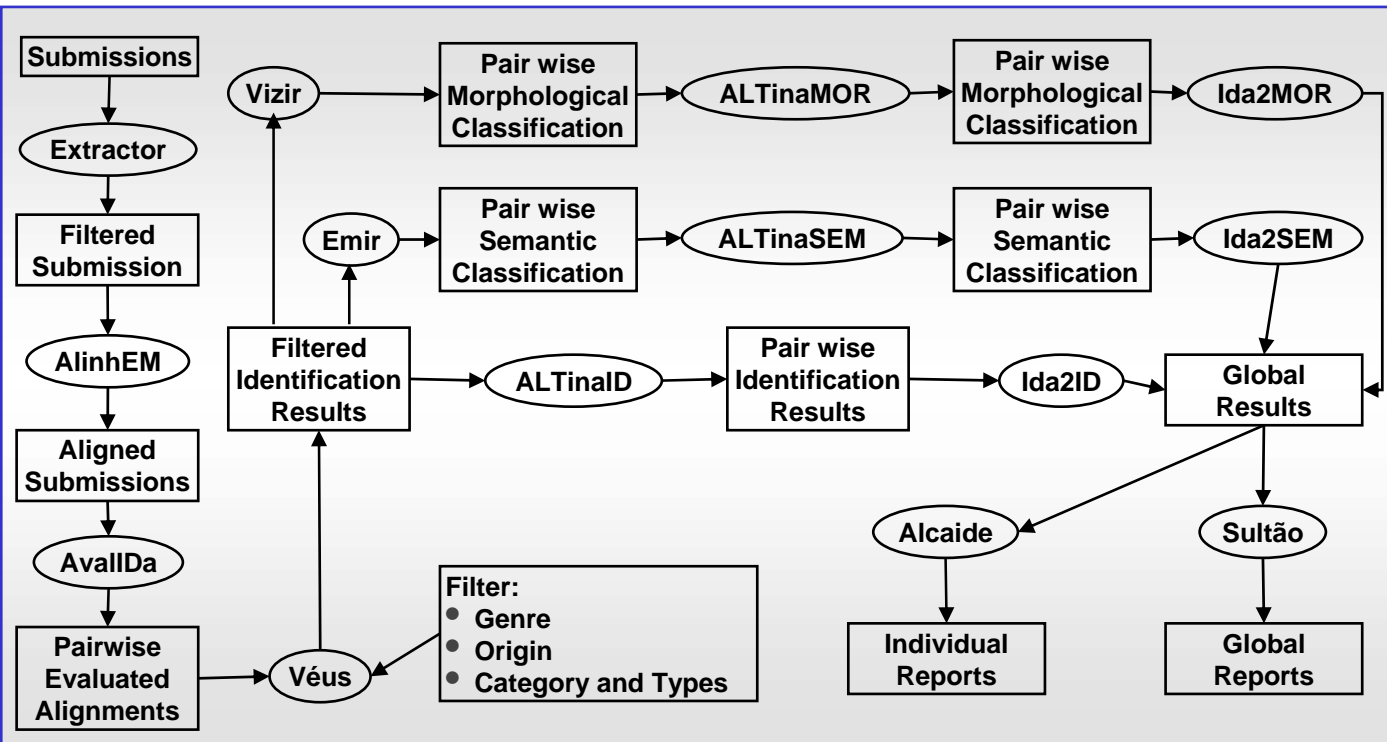 Submissions
Extractor
Filtered
Submission
AlinhEM
Aligned
Submissions
AvalIDa
Pairwise
Evaluated
Alignments
Véus
Filter:
• Genre
• Origin
• Category and Types
Filtered
Identification
Results
Vizir
Pair wise
Morphological
Classification
ALTinaMOR
Pair wise
Morphological
Classification
Ida2MOR
Emir
Pair wise
Semantic
Classification
ALTinaSEM
Pair wise
Semantic
Classification
Ida2SEM
ALTinaID
Pair wise
Identification
Results
Ida2ID
Global
Results
Alcaide
Individual
Reports
Sultão
Global
Reports